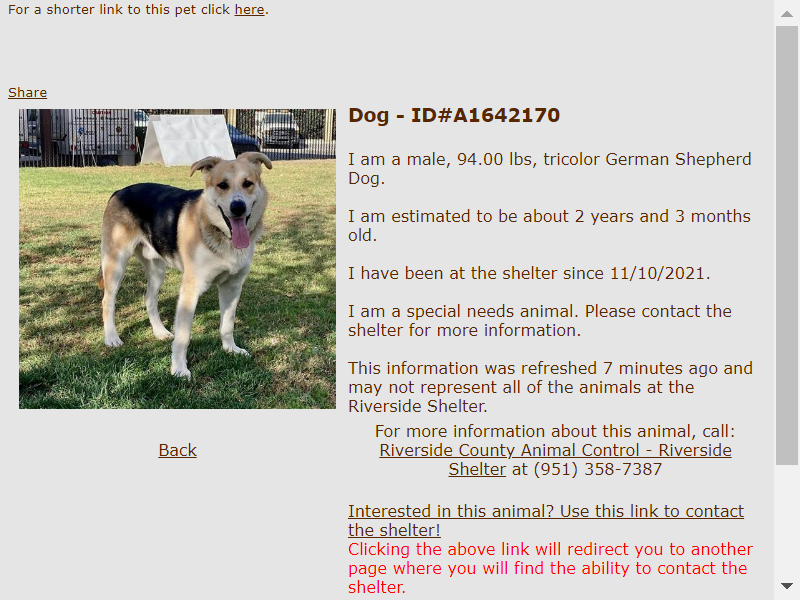 For a shorter link to this pet click here.
Share
Dog - ID#A1642170
I am a male, 94.00 lbs, tricolor German Shepherd
Dog.
I am estimated to be about 2 years and 3 months
old.
I have been at the shelter since 11/10/2021.
I am a special needs animal. Please contact the
shelter for more information.
This information was refreshed 7 minutes ago and
may not represent all of the animals at the
Riverside Shelter.
For more information about this animal, call:
Riverside County Animal Control - Riverside
Shelter at (951) 358-7387
Back
Interested in this animal? Use this link to contact
the shelter!
Clicking the above link will redirect you to another
page where you will find the ability to contact the
shelter.